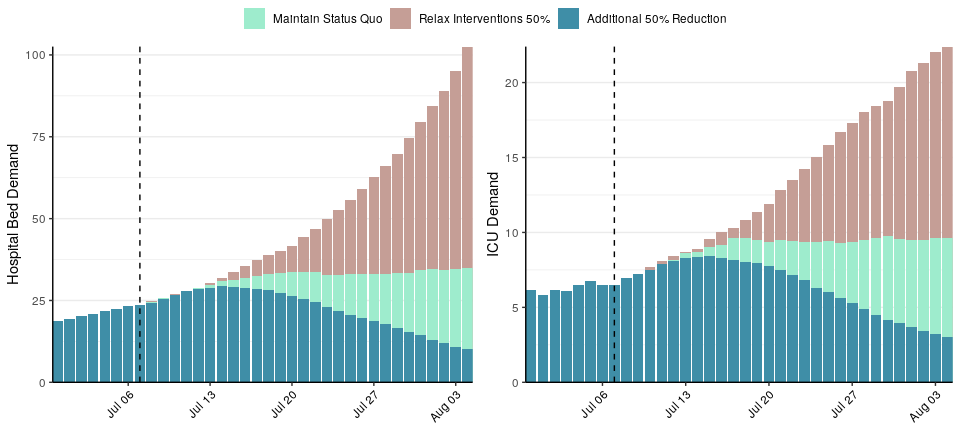 Maintain Status Quo Relax Interventions 50% Additional 50% Reduction
Hospital Bed Demand
100
75
50
25
0
Jul 06 Jul 13 Jul 20 Jul 27 Aug 03
ICU Demand
20
15
10
5
0
Jul 06 Jul 13 Jul 20 Jul 27 Aug 03